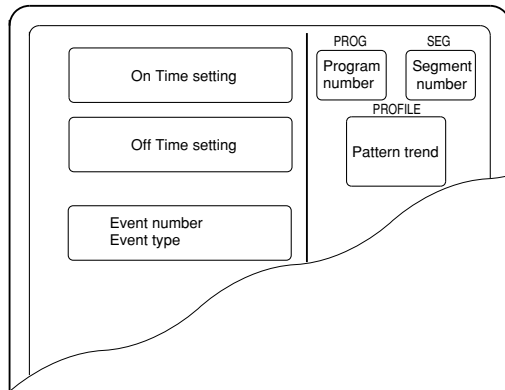 On Time setting
Off Time setting
Event number
Event type
PROG
Program
number
SEG
Segment
number
PROFILE
Pattern trend